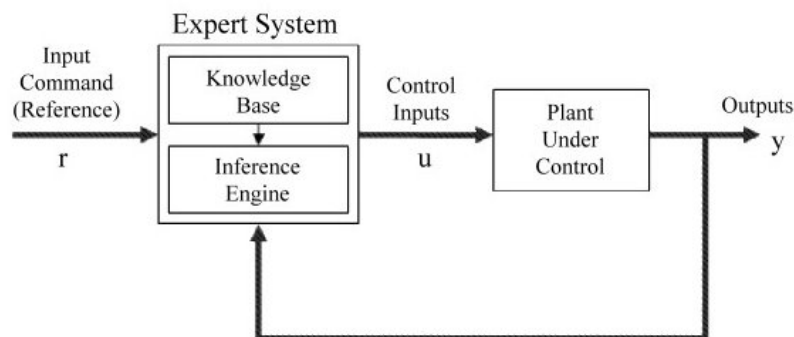 Expert System
Input
Command
(Reference)
r
Knowledge
Base
Inference
Engine
Control
Inputs
u
Plant
Under
Control
Outputs
y